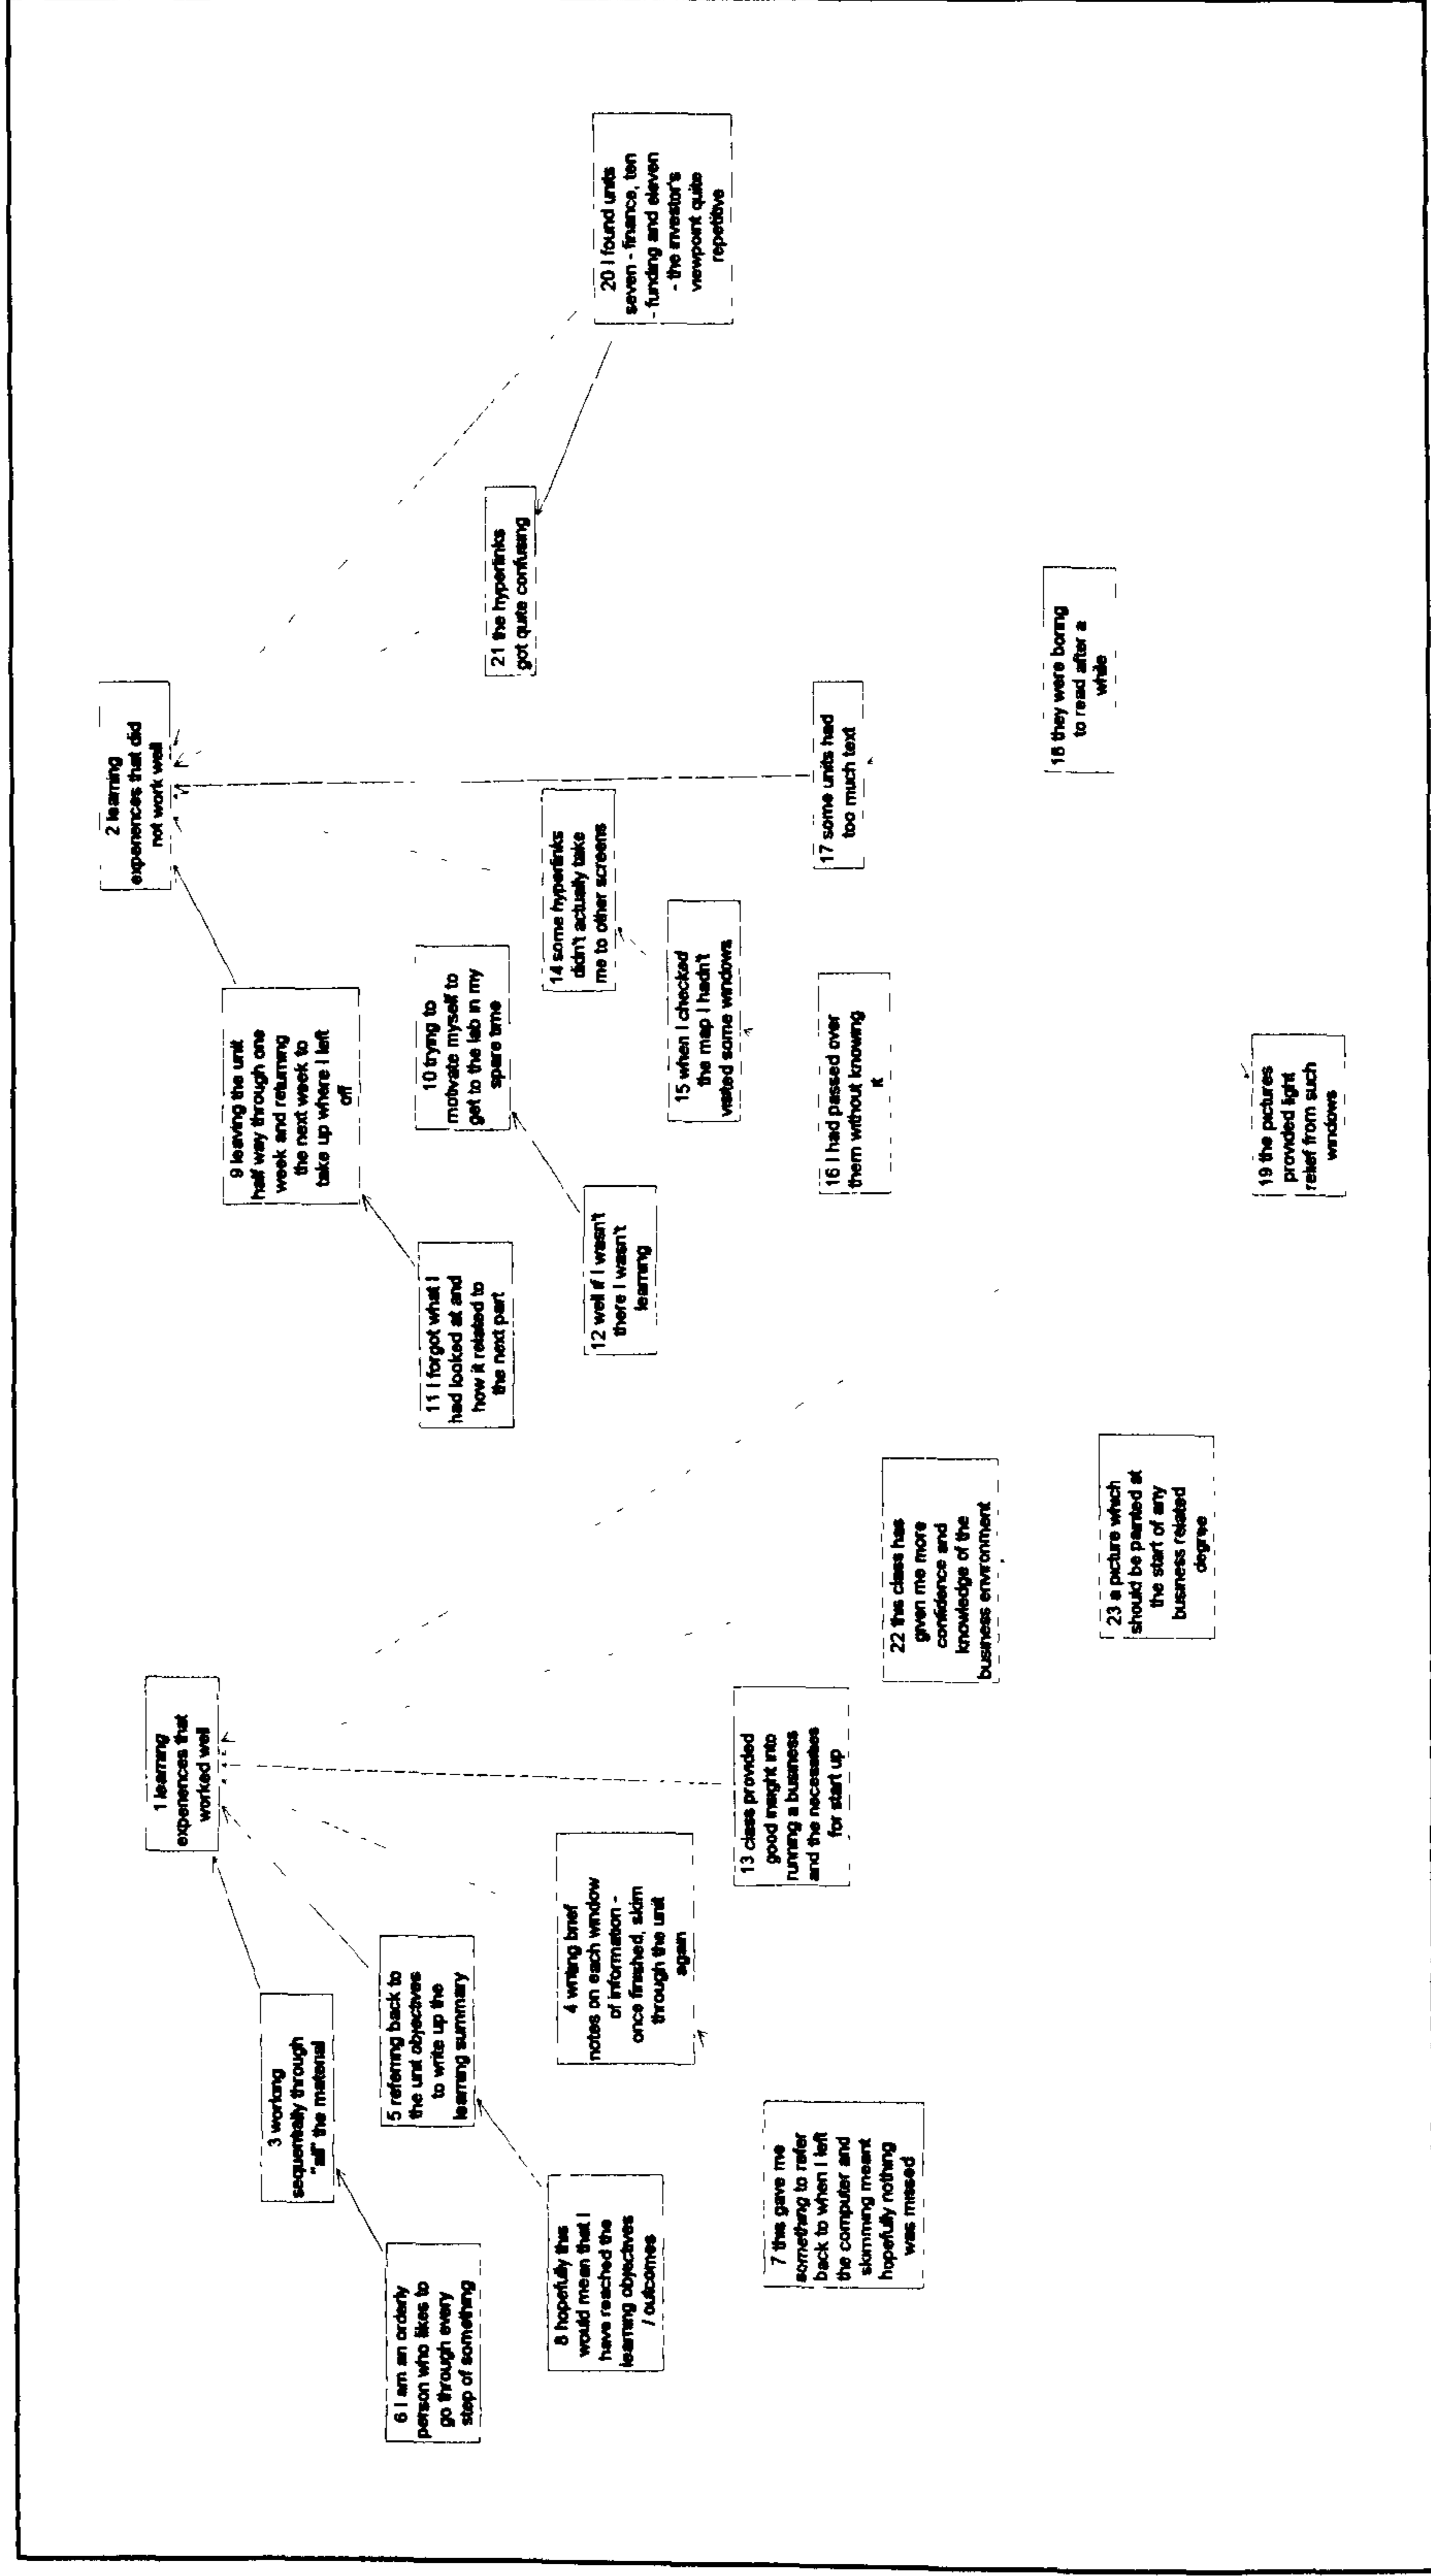 1 learning
experiences that
worked well
2 learning
experiences that did
not work well
3 working
sequentially through
"all" the material
6 I am an orderly
person who likes to
go through every
step of something
5 referring back to
the unit objectives
to write up the
learning summary
8 hopefully this
would mean that I
have reached the
learning objectives
/ outcomes
4 writing brief
notes on each window
of information -
once finished, skim
through the unit
again
7 this gave me
something to refer
back to when I left
the computer and
skimming meant
hopefully nothing
was missed
13 class provided
good insight into
running a business
and the necessities
for start up
22 this class has
given me more
confidence and
knowledge of the
business environment
23 a picture which
should be painted at
the start of any
business related
degree
9 leaving the unit
half way through one
week and returning
the next week to
take up where I left
off
11 I forgot what I
had looked at and
how it related to
the next part
10 trying to
motivate myself to
get to the lab in my
spare time
12 well if I wasn't
there I wasn't
learning
14 some hyperlinks
didn't actually take
me to other screens
15 when I checked
the map I hadn't
visited some windows
16 I had passed over
them without knowing
it
17 some units had
too much text
18 they were boring
to read after a
while
19 the pictures
provided light
relief from such
windows
21 the hyperlinks
got quite confusing
20 I found units
seven - finance, ten
- funding and eleven
- the investor's
viewpoint quite
repetitive